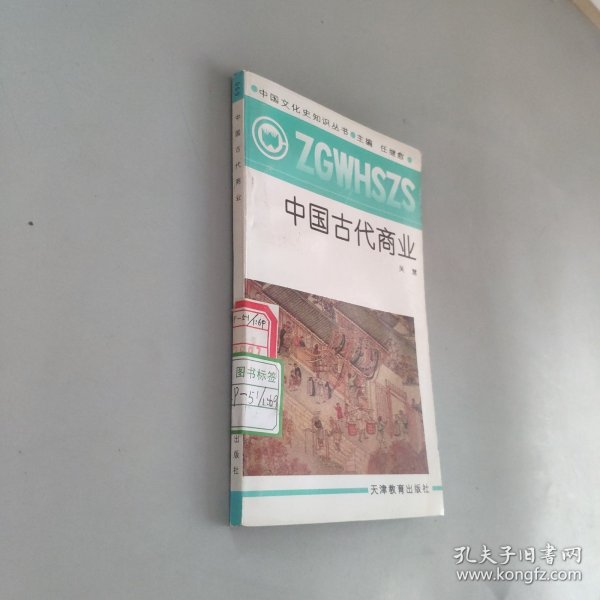 中国文化史知识丛书●主编 任继愈
ZGWHSZS
中国古代商业
吴慧
天津教育出版社
中国古代商业
出版社
图书标签
孔夫子旧书网
www.kongfz.com